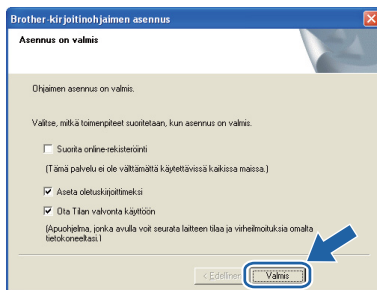 Brother-kirjoitinohjaimen asennus
Asennus on valmis
Ohjaimen asennus on valmis.
Valitse, mitkä toimenpiteet suoritetaan, kun asennus on valmis.
Suorita online-rekisteröinti
(Tämä palvelu ei ole välttämättä käytettävissä kaikissa maissa.)
Aseta oletuskirjoittimeksi
Ota Tilan valvonta käyttöön
(Apuohjelma, jonka avulla voit seurata laitteen tilaa ja virheilmoituksia omalta
tietokoneeltasi.)
< Edellinen Valmis